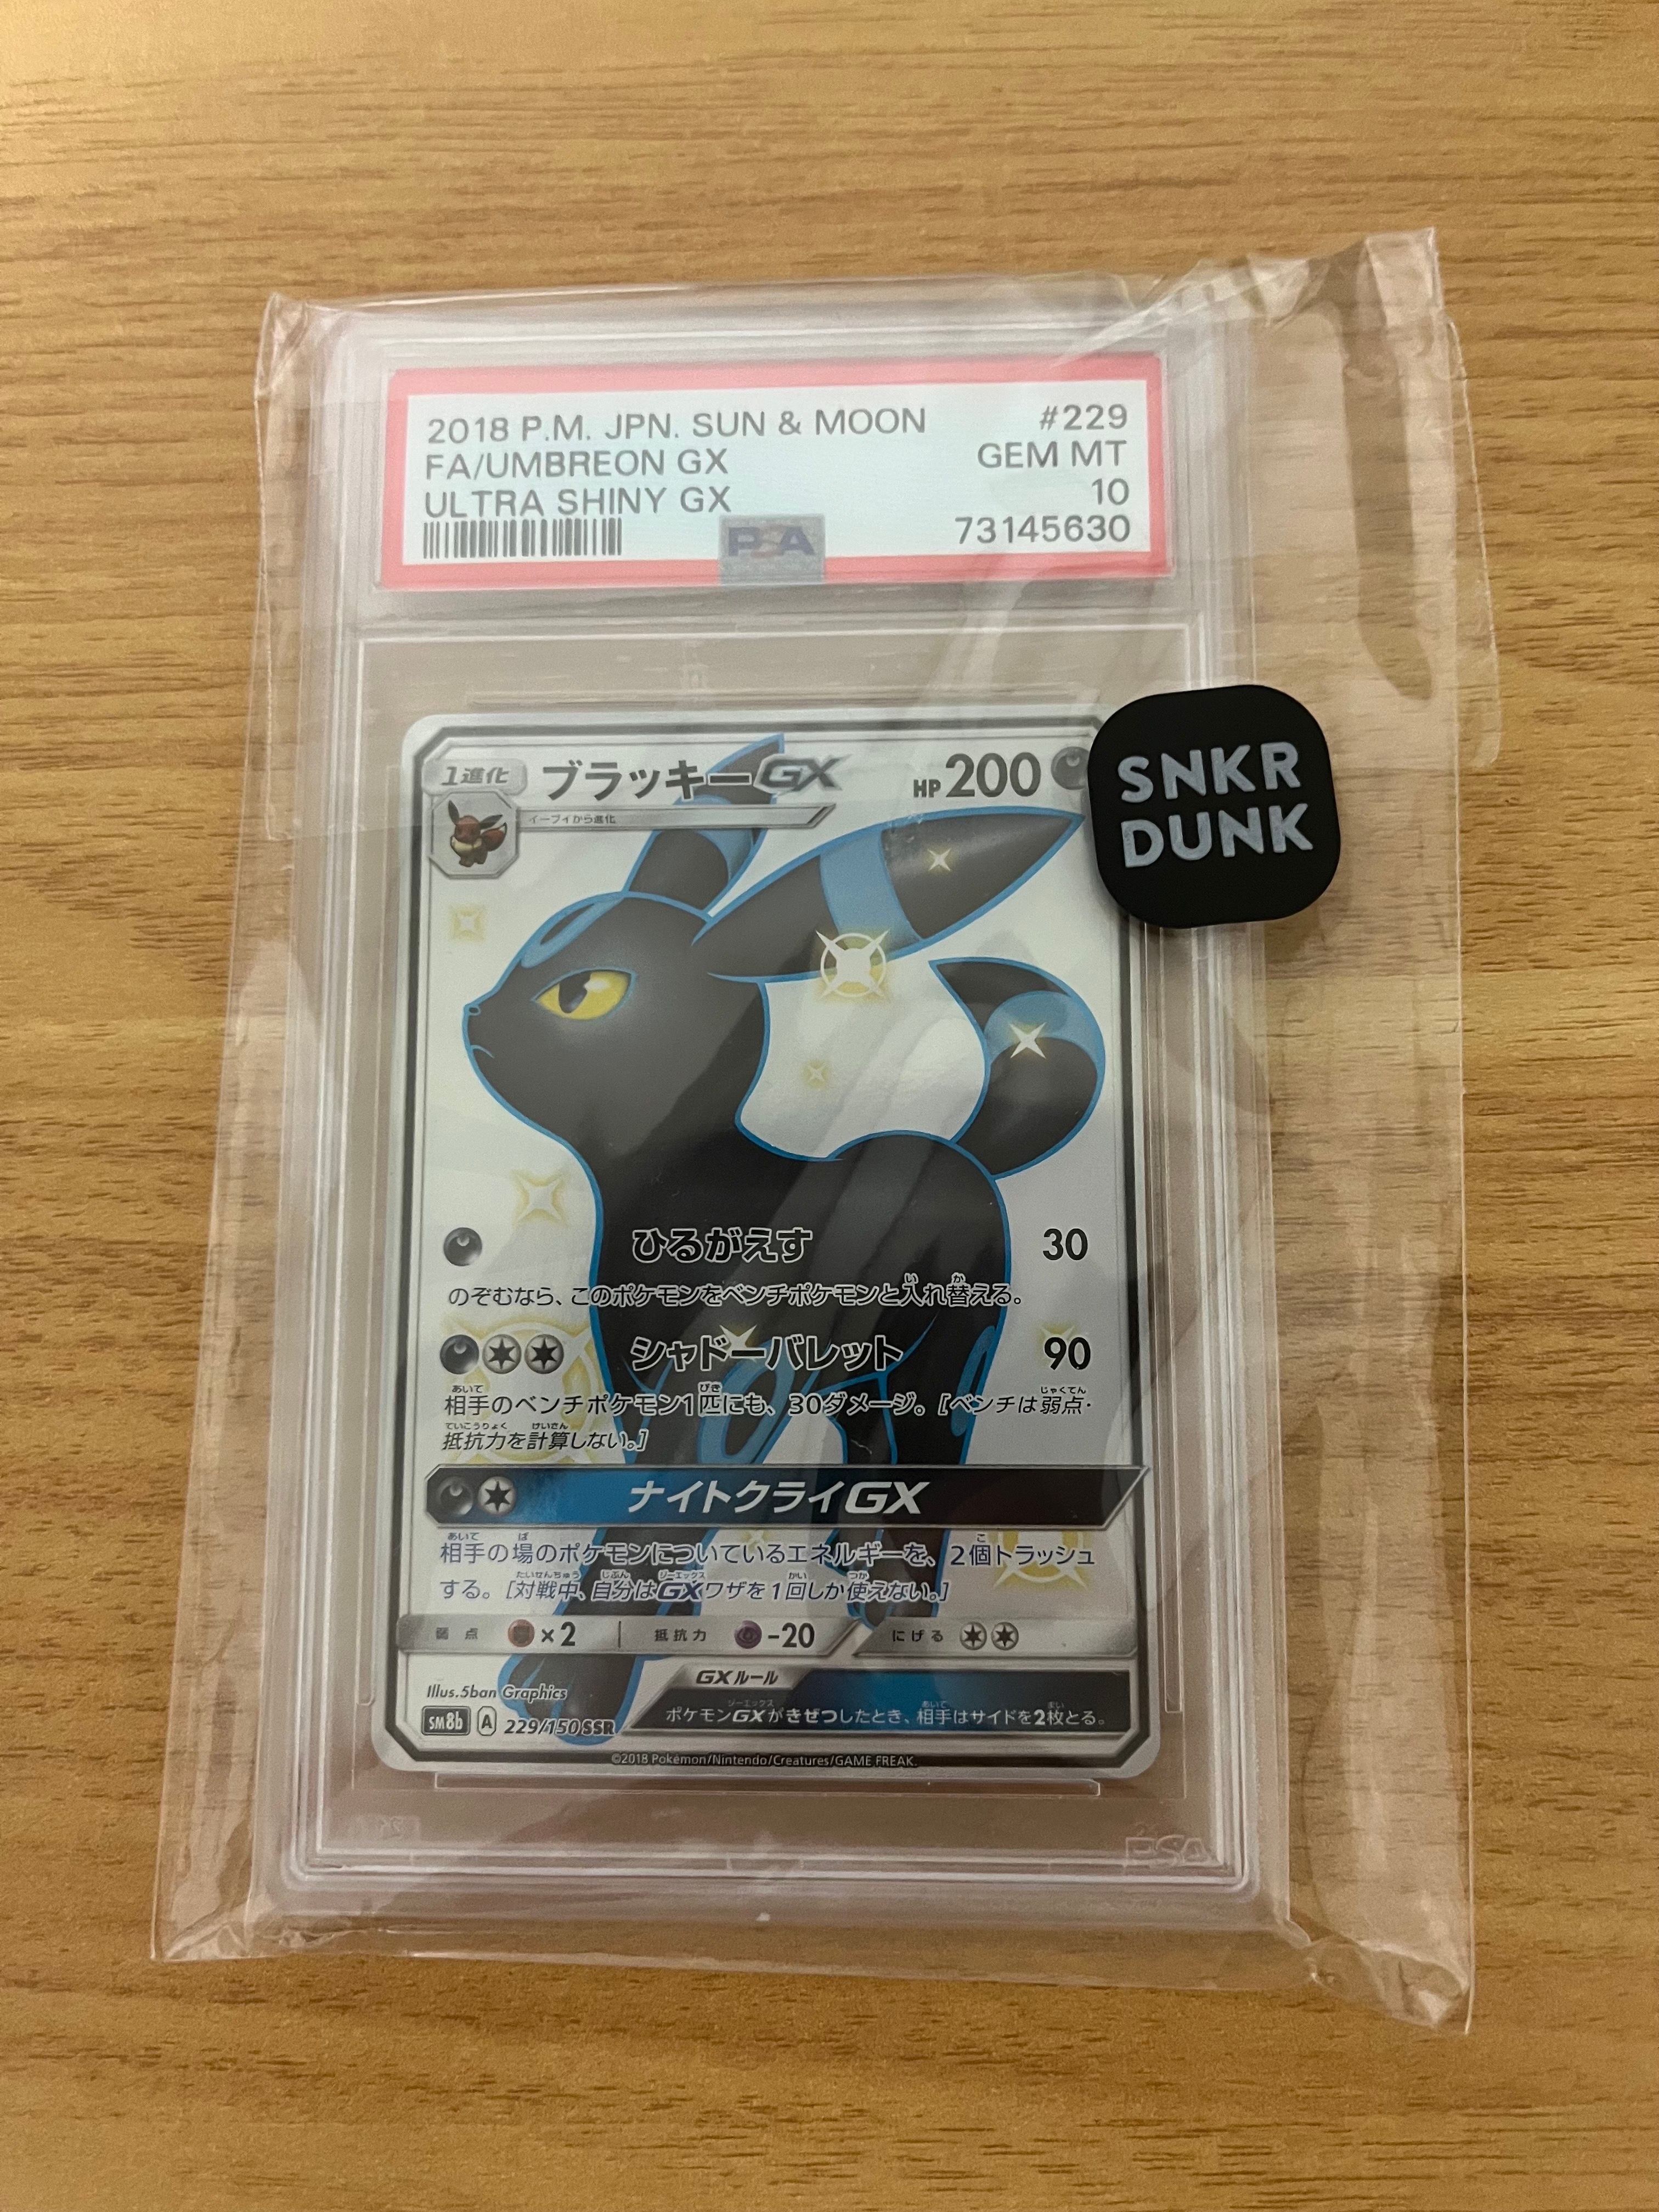 2018 P.M. JPN. SUN & MOON #229
FA/UMBREON GX GEM MT
ULTRA SHINY GX 10
PSA 73145630
SNKR
DUNK
1進化 ブラッキーGX HP200
イーブイから進化
ひるがえす 30
のぞむなら、このポケモンをベンチポケモンと入れ替える。
シャドーバレット 90
相手のベンチポケモン1匹にも、30ダメージ。[ベンチは弱点・
抵抗力を計算しない。]
ナイトクライGX
相手の場のポケモンについているエネルギーを、2個トラッシュ
する。[対戦中、自分はGXワザを1回しか使えない。]
弱点 ×2 抵抗力 -20 にげる
GXルール
ポケモンGXがきぜつしたとき、相手はサイドを2枚とる。
Illus.5ban Graphics
SM8b A 229/150 SSR
©2018 Pokémon/Nintendo/Creatures/GAME FREAK.
PSA